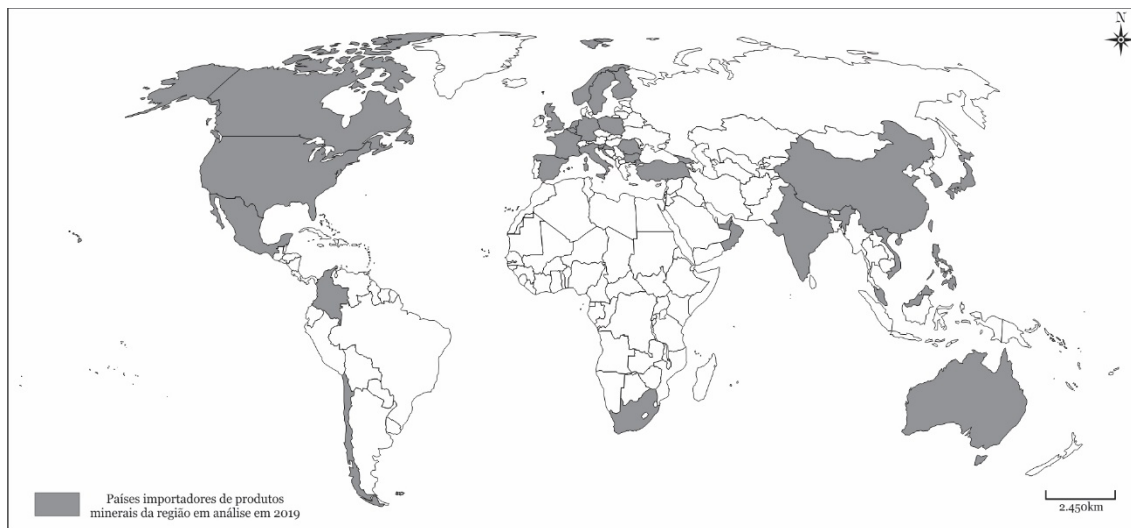 N
Países importadores de produtos
minerais da região em análise em 2019
2.450km